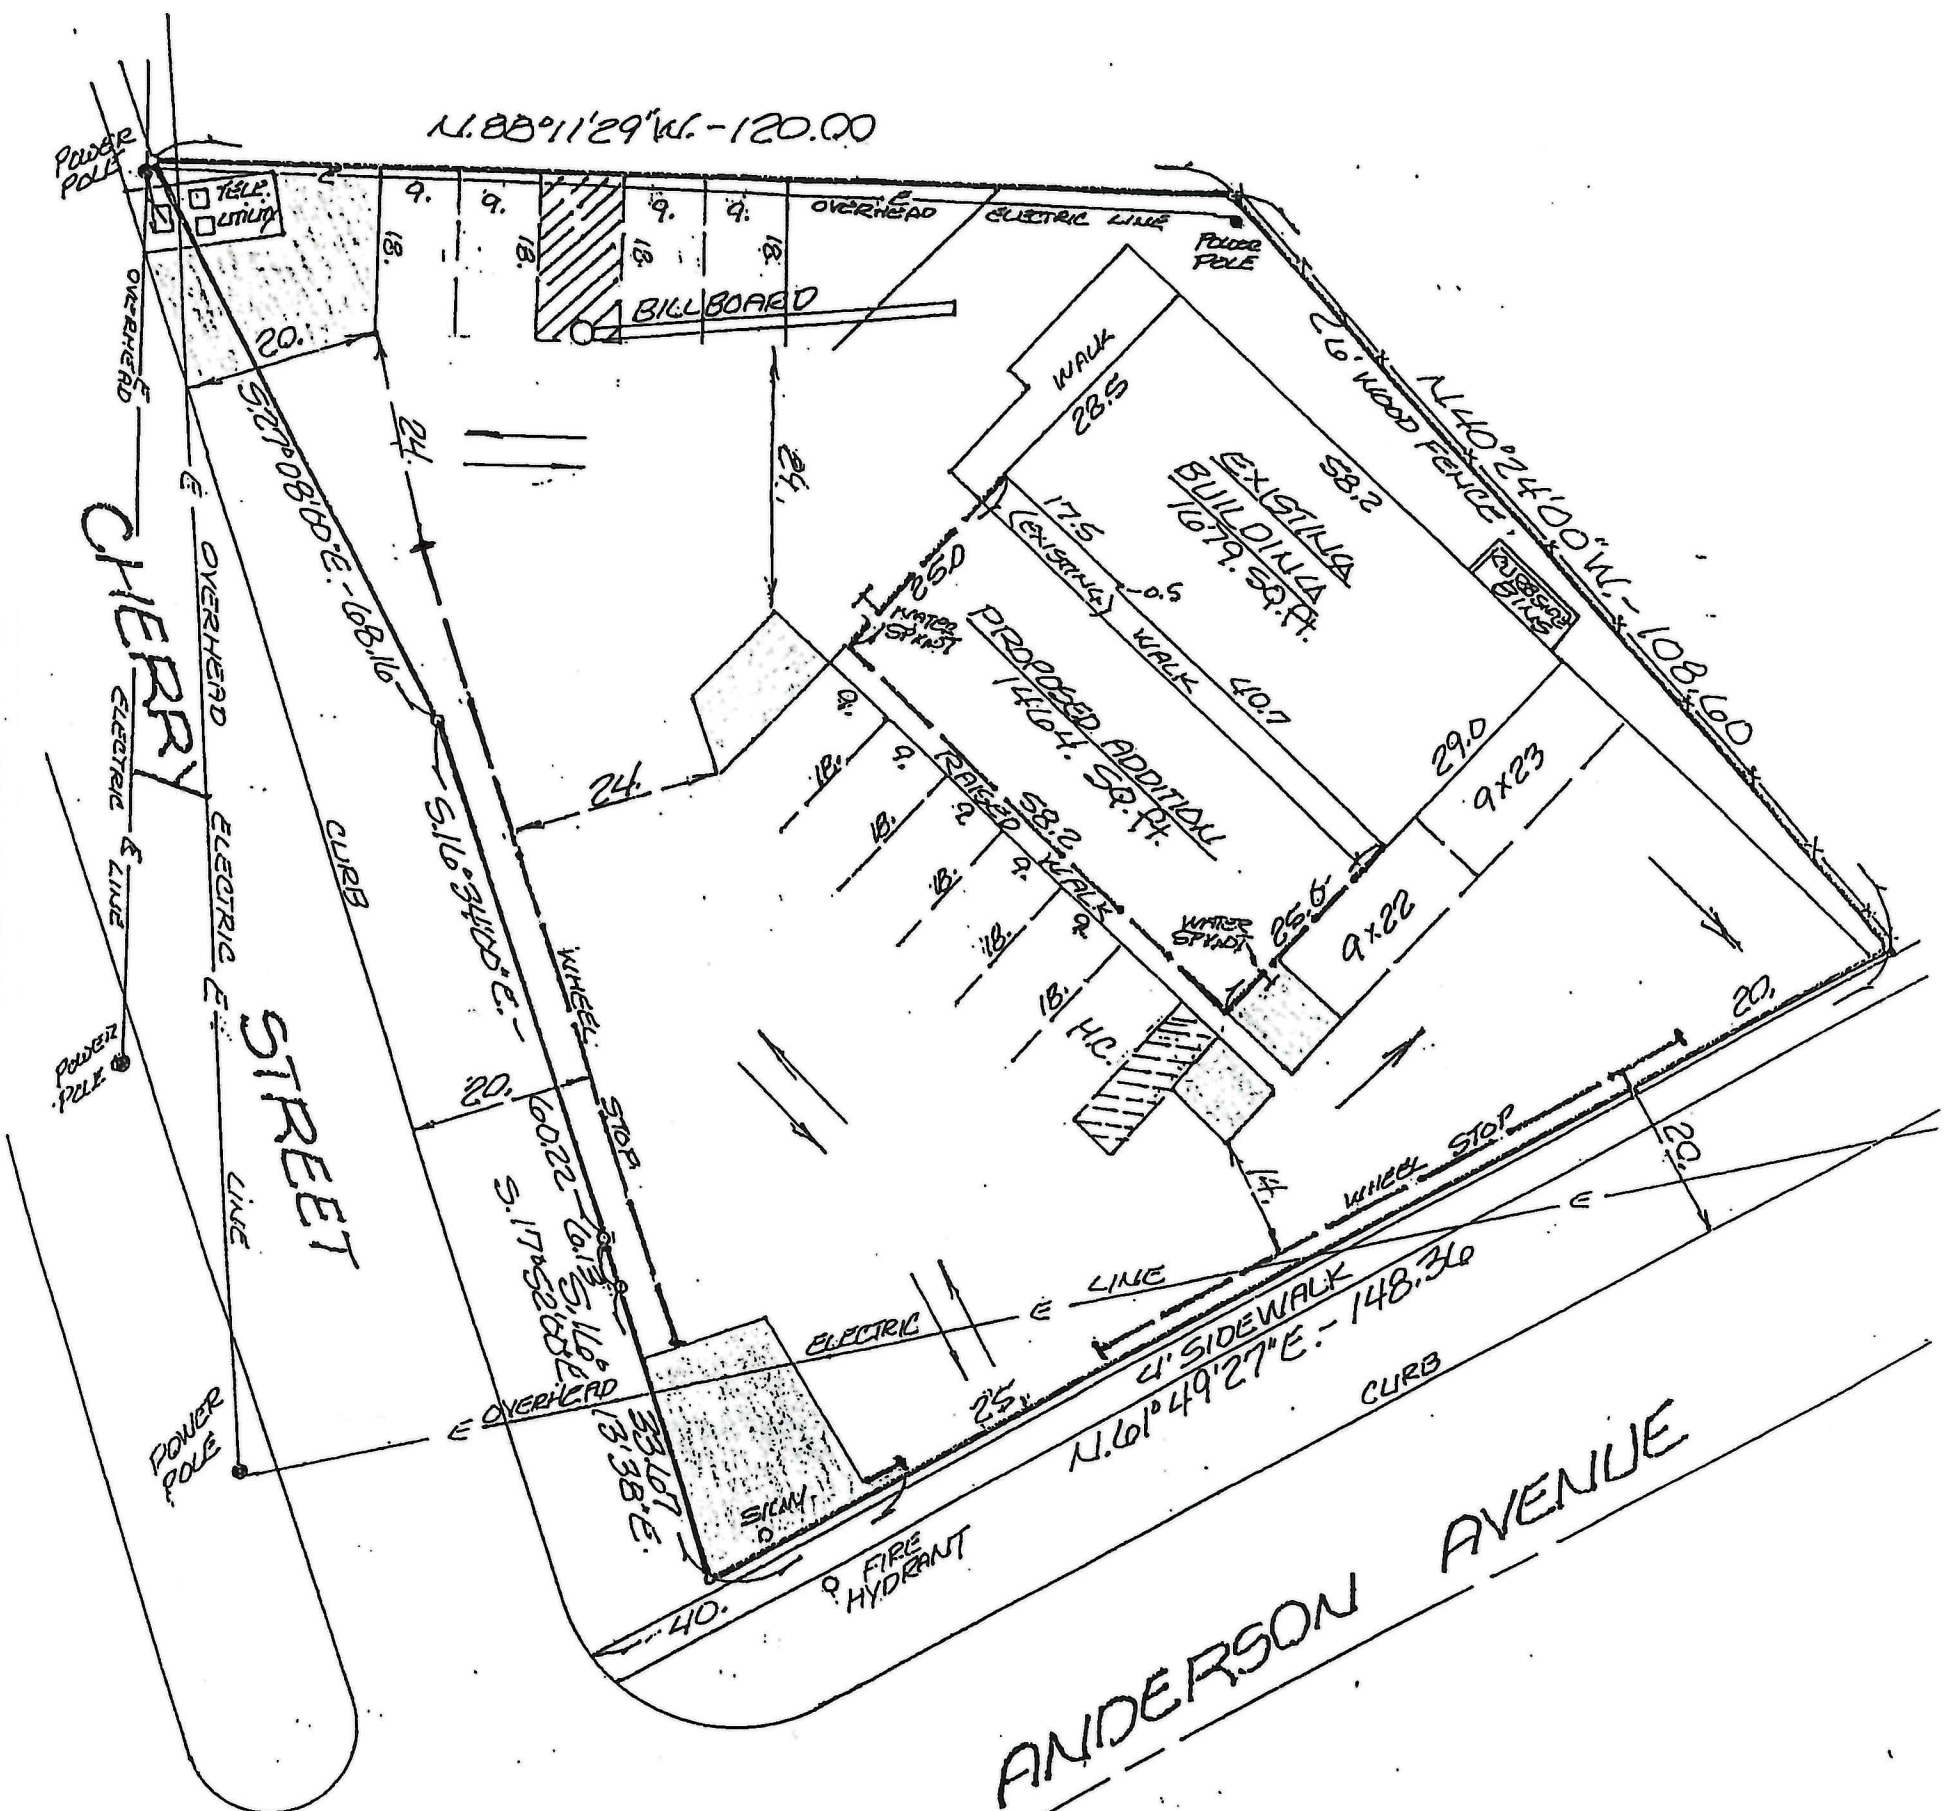 N.88°11'29"W.-120.00
POWER
POLE
TELE.
UTILITY
9.
9.
9.
9.
18.
18.
18.
18.
E
OVERHEAD
ELECTRIC LINE
POWER
POLE
BILLBOARD
20.
24.
24.
WALK
28.5
26' WOOD FENCE
N.40°24'00"W.-108.60
58.2
EXISTING
BUILDING
1679. SQ.ft.
RUBBISH
BINS
17.5
(EXISTING)
0.5
WALK
40.7
25.0
WATER
SPIGOT
PROPOSED ADDITION
1464. SQ.ft.
29.0
9x23
9x22
25.6
WATER
SPIGOT
RAISED
WALK
58.2
9.
9.
9.
9.
9.
18.
18.
18.
18.
18.
H.C.
24.
OVERHEAD
E
ELECTRIC
E
LINE
CHERRY
STREET
E
OVERHEAD
ELECTRIC
E
LINE
CURB
S.16°34'00"E.-
60.22
6.13
S.17°52'00"E.
S.16°
13'38"E.
33.67
WHEEL
STOP
20.
POWER
POLE
POWER
POLE
E
OVERHEAD
ELECTRIC
E
LINE
E
14.
WHEEL STOP
20.
20.
25.
4' SIDEWALK
N.61°49'27"E.-148.36
CURB
SIGN
FIRE
HYDRANT
40.
ANDERSON AVENUE